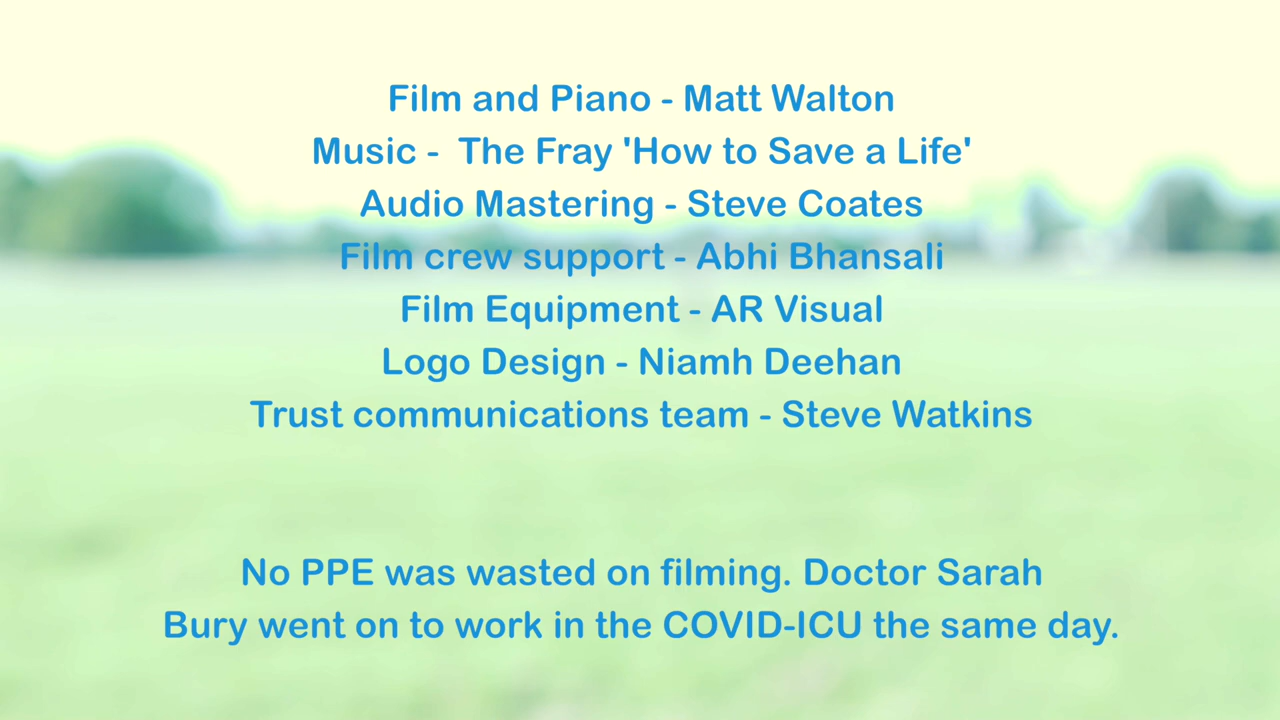 Film and Piano - Matt Walton
Music -  The Fray 'How to Save a Life'
Audio Mastering - Steve Coates
Film crew support - Abhi Bhansali
Film Equipment - AR Visual
Logo Design - Niamh Deehan
Trust communications team - Steve Watkins
No PPE was wasted on filming. Doctor Sarah
Bury went on to work in the COVID-ICU the same day.